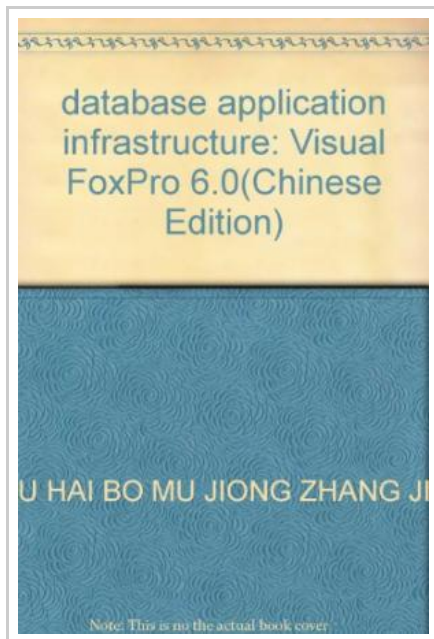 database application
infrastructure: Visual
FoxPro 6.0(Chinese
Edition)
U HAI BO MU JIONG ZHANG JI
Note: This is no the actual book cover